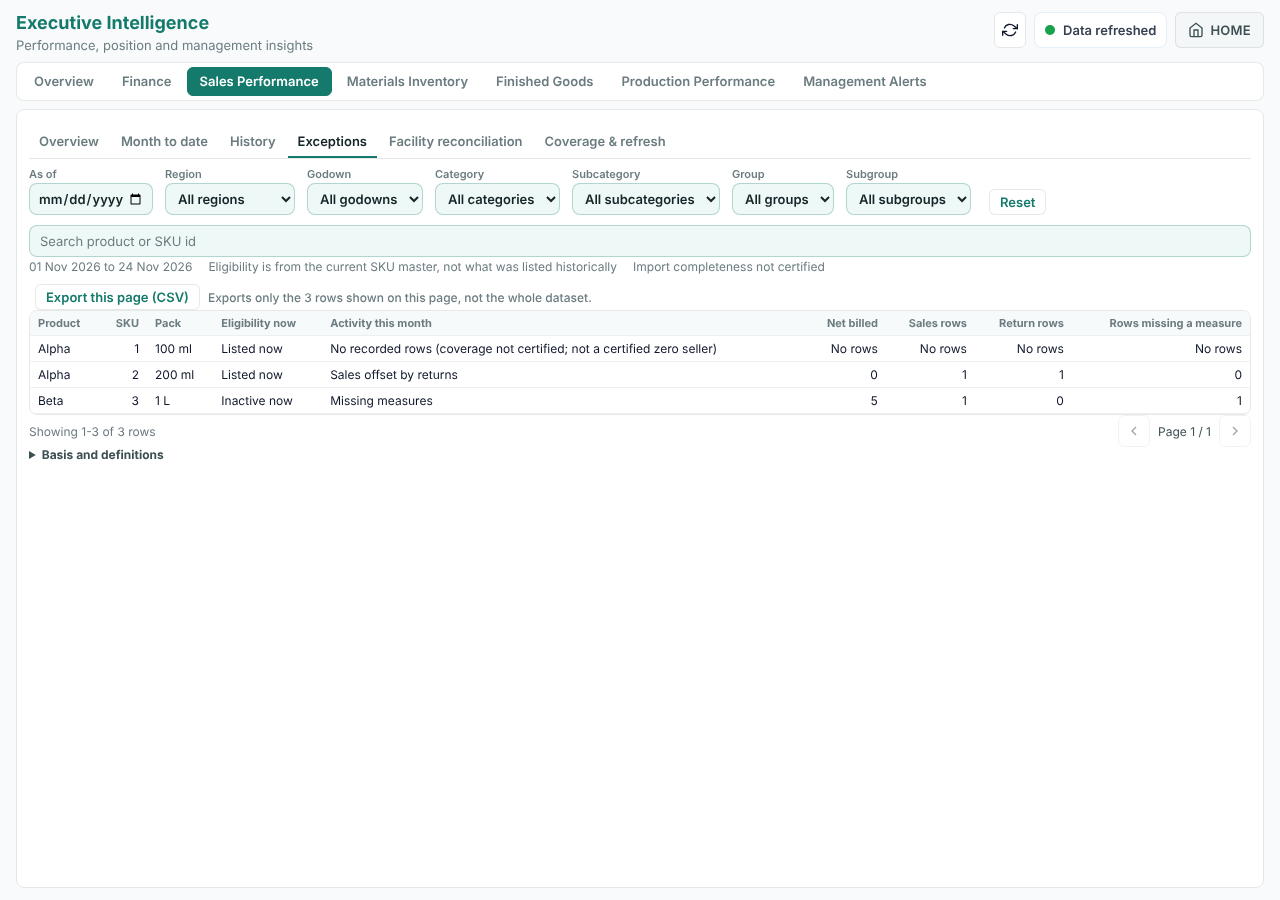 Executive Intelligence
Performance, position and management insights
Data refreshed
HOME
Overview Finance Sales Performance Materials Inventory Finished Goods Production Performance Management Alerts
Overview Month to date History Exceptions Facility reconciliation Coverage & refresh
As of Region Godown Category Subcategory Group Subgroup
mm/dd/yyyy All regions All godowns All categories All subcategories All groups All subgroups Reset
Search product or SKU id
01 Nov 2026 to 24 Nov 2026 Eligibility is from the current SKU master, not what was listed historically Import completeness not certified
Export this page (CSV) Exports only the 3 rows shown on this page, not the whole dataset.
Product SKU Pack Eligibility now Activity this month Net billed Sales rows Return rows Rows missing a measure
Alpha 1 100 ml Listed now No recorded rows (coverage not certified; not a certified zero seller) No rows No rows No rows No rows
Alpha 2 200 ml Listed now Sales offset by returns 0 1 1 0
Beta 3 1 L Inactive now Missing measures 5 1 0 1
Showing 1-3 of 3 rows Page 1 / 1
Basis and definitions